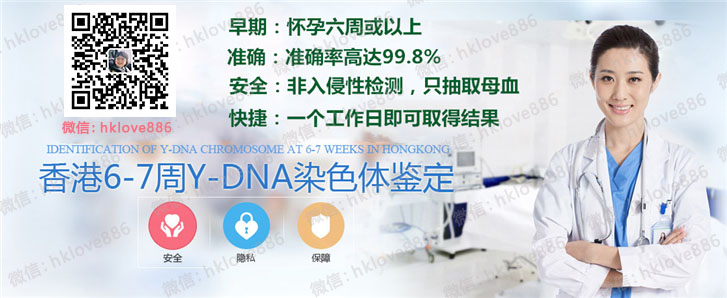 早期：怀孕六周或以上
准确：准确率高达99.8%
安全：非入侵性检测，只抽取母血
快捷：一个工作日即可取得结果
微信：hklove886
IDENTIFICATION OF Y-DNA CHROMOSOME AT 6-7 WEEKS IN HONGKONG
香港6-7周Y-DNA染色体鉴定
安全
隐私
保障
微信：hklove886